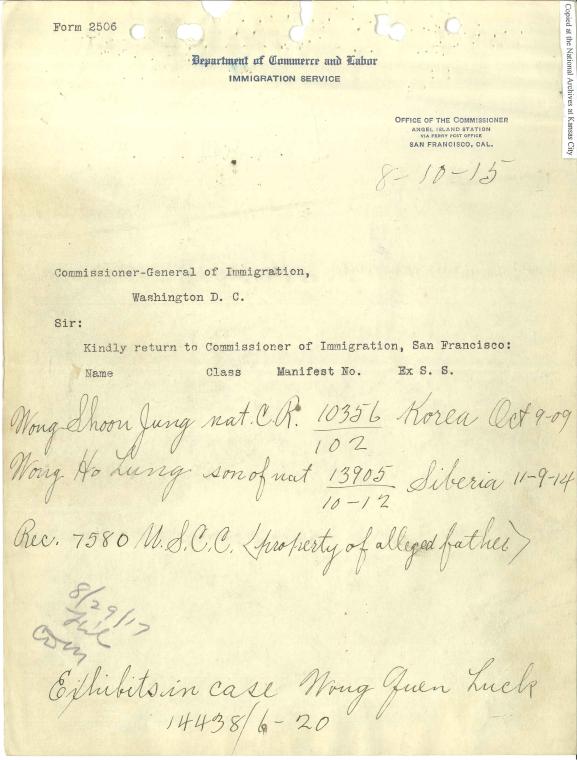 Form 2506
Copied at the National Archives at Kansas City
Department of Commerce and Labor
IMMIGRATION SERVICE
OFFICE OF THE COMMISSIONER
ANGEL ISLAND STATION
VIA FERRY POST OFFICE
SAN FRANCISCO, CAL.
8-10-15
Commissioner-General of Immigration,
Washington D. C.
Sir:
Kindly return to Commissioner of Immigration, San Francisco:
Name Class Manifest No. Ex S. S.
Wong Shoon Jung nat. C.R. 10356/102 Korea Oct 9-09
Wong Ho Lung son of nat 13905/10-12 Siberia 11-9-14
Rec. 7580 U.S.C.C. (property of alleged father)
8/29/17
File
Exhibits in case Wong Quen Luck
14438/6-20